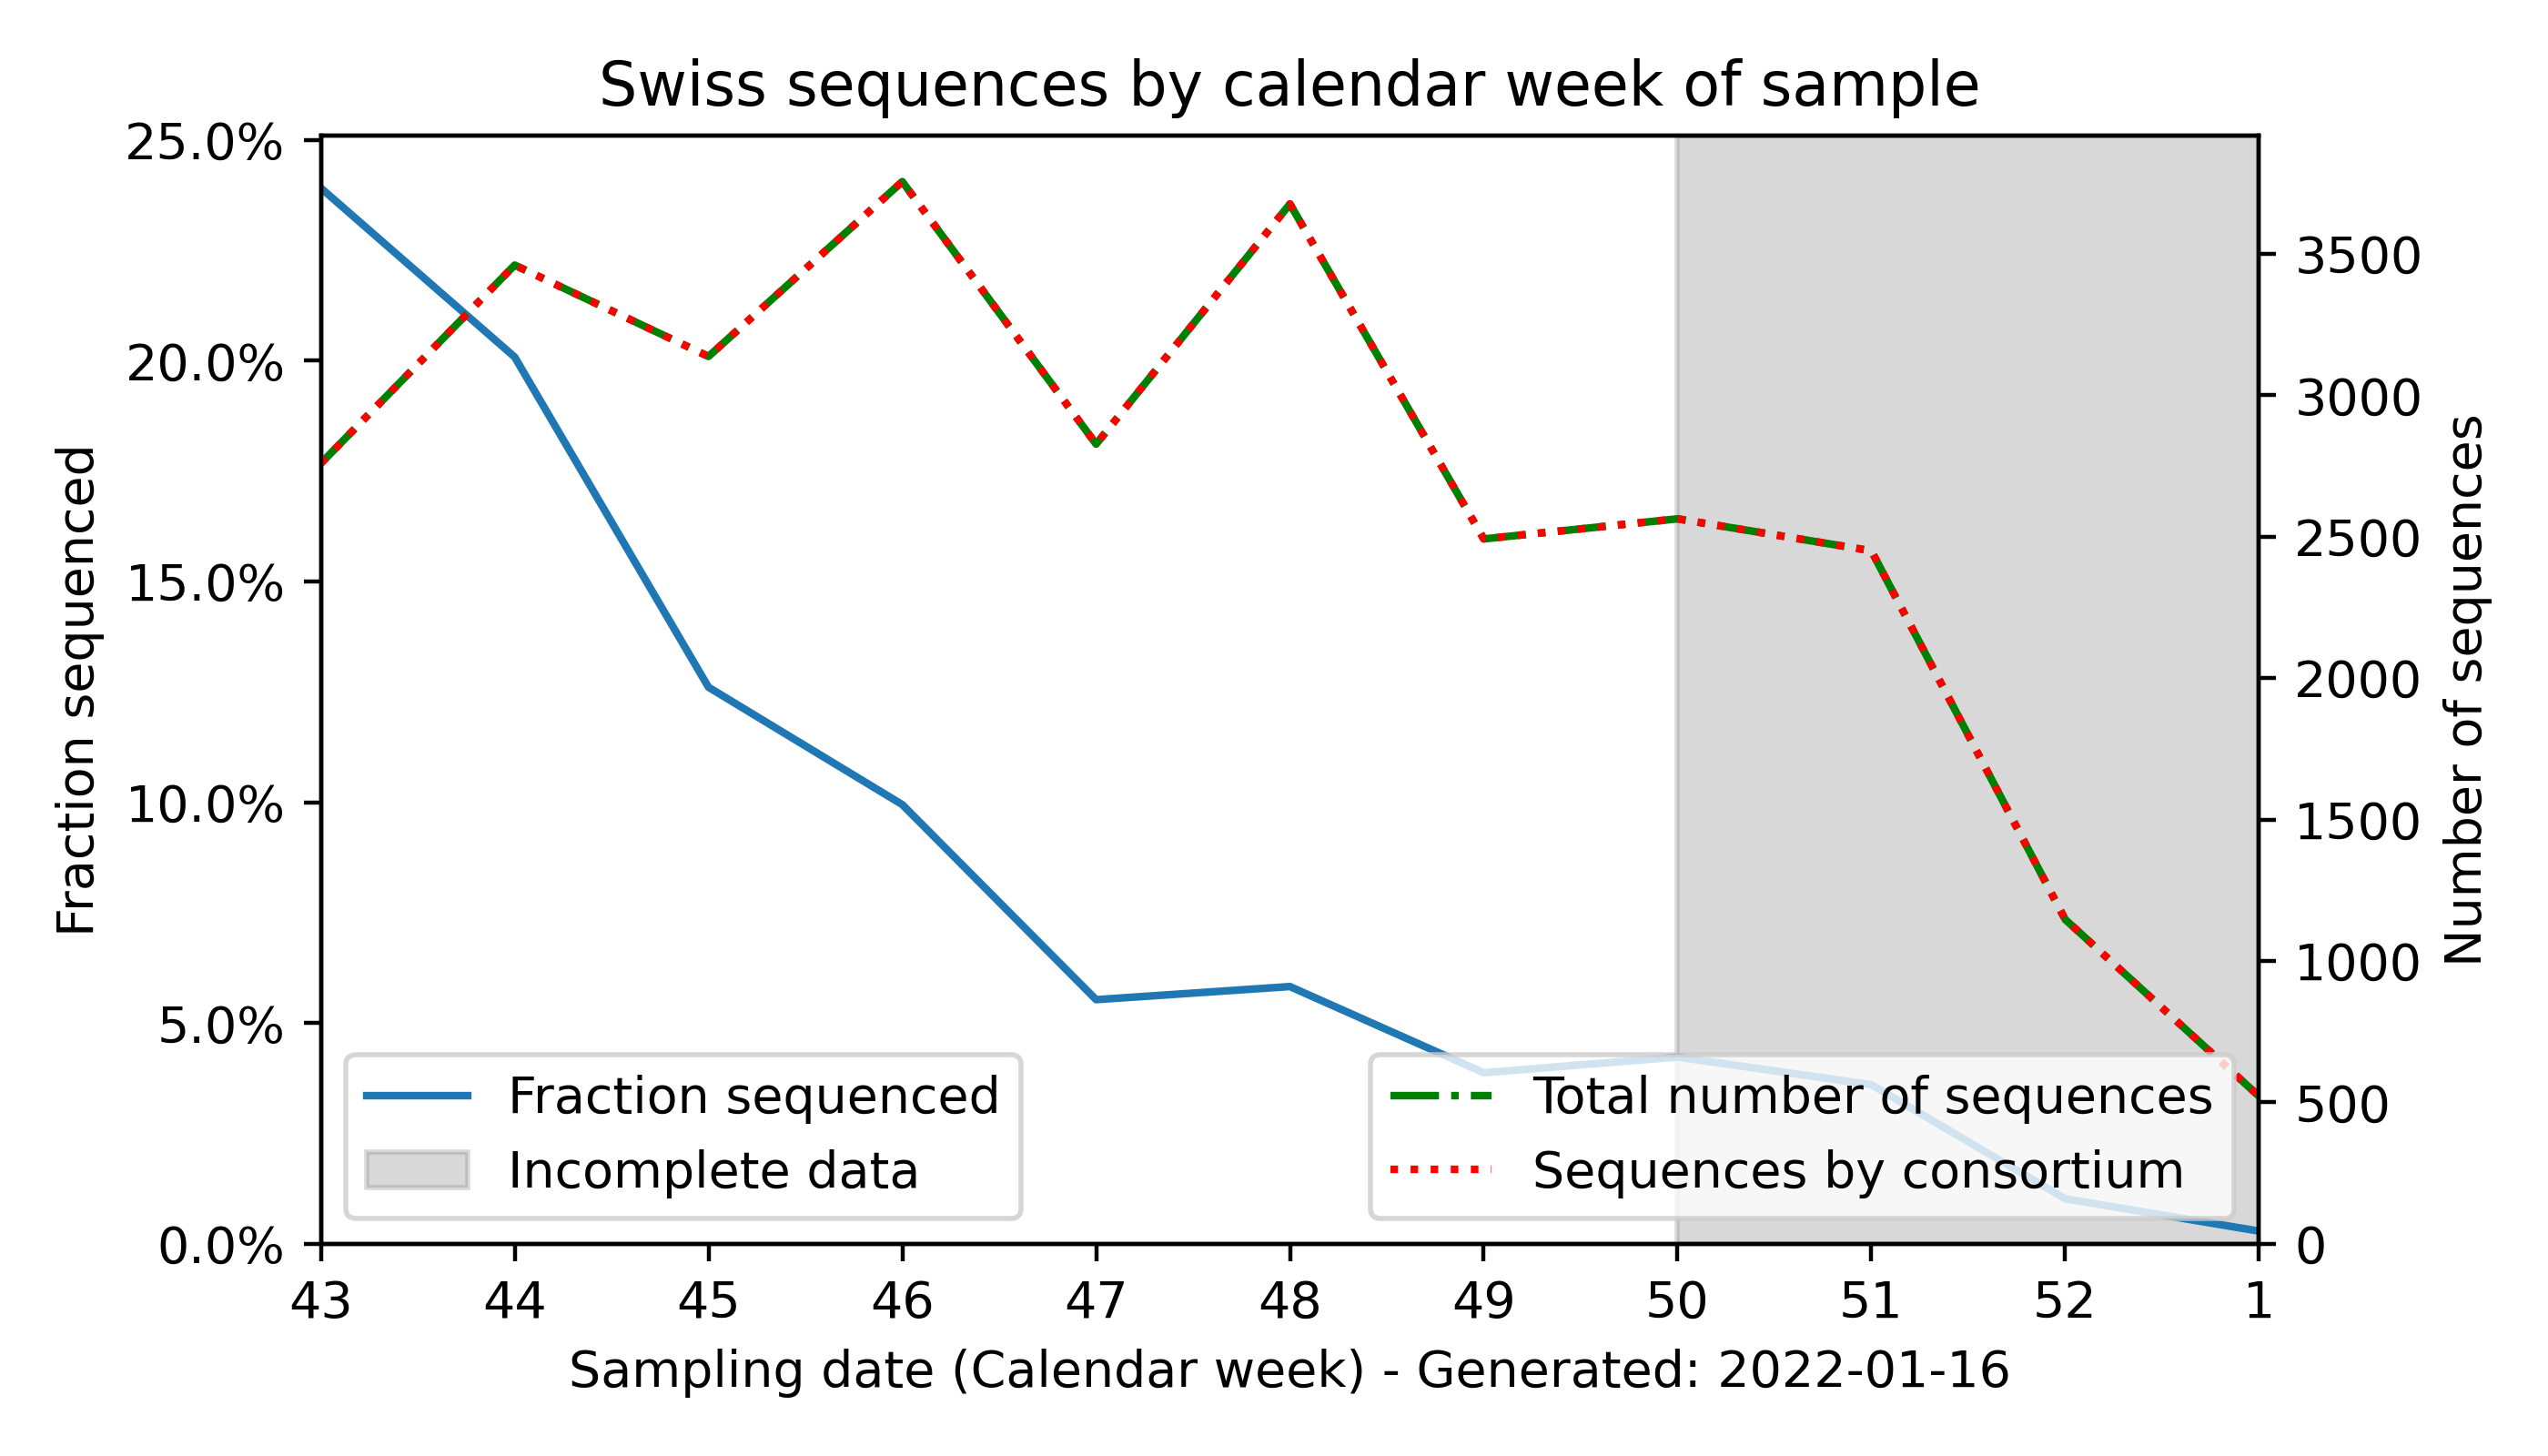 Swiss sequences by calendar week of sample
25.0%
20.0%
15.0%
10.0%
5.0%
0.0%
Fraction sequenced
3500
3000
2500
2000
1500
1000
500
0
Number of sequences
Fraction sequenced
Incomplete data
Total number of sequences
Sequences by consortium
43 44 45 46 47 48 49 50 51 52 1
Sampling date (Calendar week) - Generated: 2022-01-16